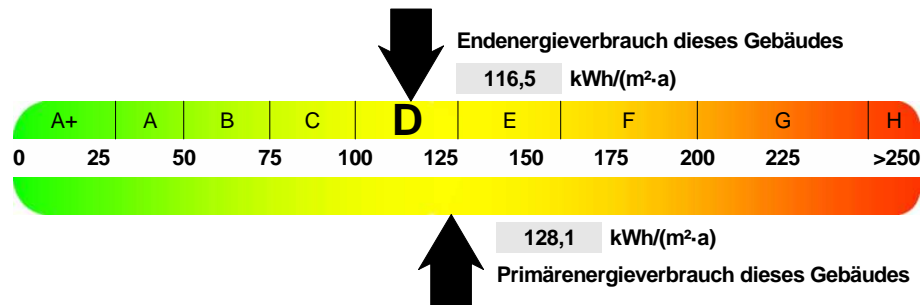 Endenergieverbrauch dieses Gebäudes
116,5 kWh/(m²·a)
A+ A B C D E F G H
0 25 50 75 100 125 150 175 200 225 >250
128,1 kWh/(m²·a)
Primärenergieverbrauch dieses Gebäudes